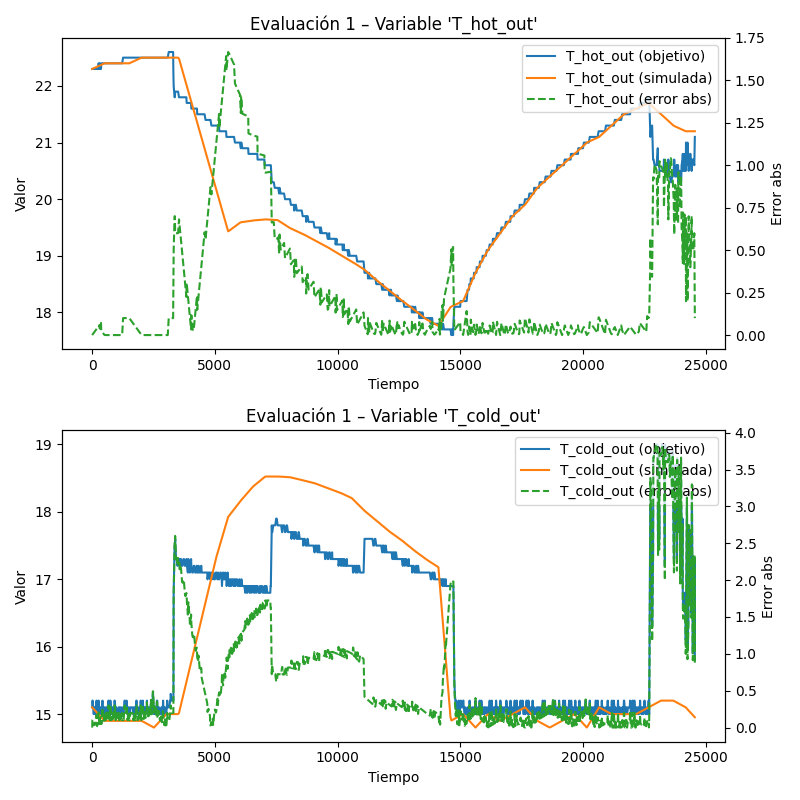 Evaluación 1 – Variable 'T_hot_out'
T_hot_out (objetivo)
T_hot_out (simulada)
T_hot_out (error abs)
Valor
22
21
20
19
18
1.75
1.50
1.25
1.00
0.75
0.50
0.25
0.00
Error abs
0
5000
10000
15000
20000
25000
Tiempo
Evaluación 1 – Variable 'T_cold_out'
T_cold_out (objetivo)
T_cold_out (simulada)
T_cold_out (error abs)
Valor
19
18
17
16
15
4.0
3.5
3.0
2.5
2.0
1.5
1.0
0.5
0.0
Error abs
0
5000
10000
15000
20000
25000
Tiempo